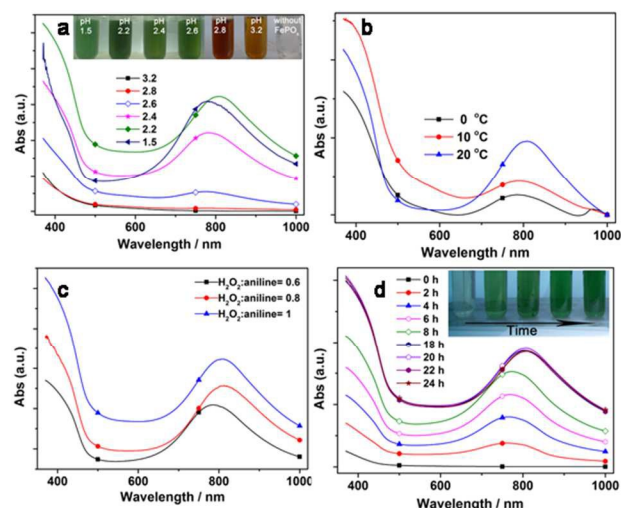 a
pH 1.5
pH 2.2
pH 2.4
pH 2.6
pH 2.8
pH 3.2
without FePO4
3.2
2.8
2.6
2.4
2.2
1.5
Abs (a.u.)
400 600 800 1000
Wavelength / nm
b
0 °C
10 °C
20 °C
Abs (a.u.)
400 600 800 1000
Wavelength / nm
c
H2O2:aniline= 0.6
H2O2:aniline= 0.8
H2O2:aniline= 1
Abs (a.u.)
400 600 800 1000
Wavelength / nm
d
0 h
2 h
4 h
6 h
8 h
18 h
20 h
22 h
24 h
Time
Abs (a.u.)
400 600 800 1000
Wavelength / nm